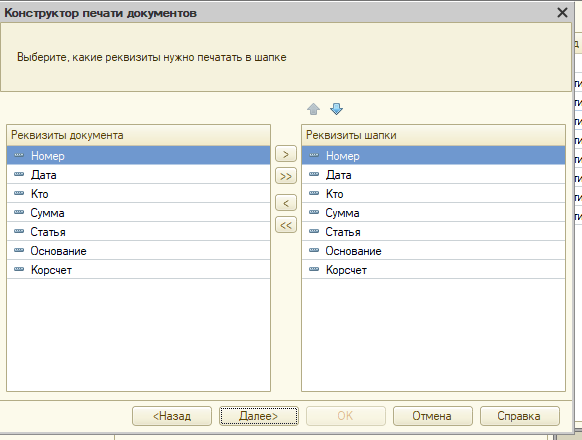 Конструктор печати документов
Выберите, какие реквизиты нужно печатать в шапке
Реквизиты документа
Номер
Дата
Кто
Сумма
Статья
Основание
Корсчет
>
>>
<
<<
Реквизиты шапки
Номер
Дата
Кто
Сумма
Статья
Основание
Корсчет
<Назад
Далее>
ОК
Отмена
Справка